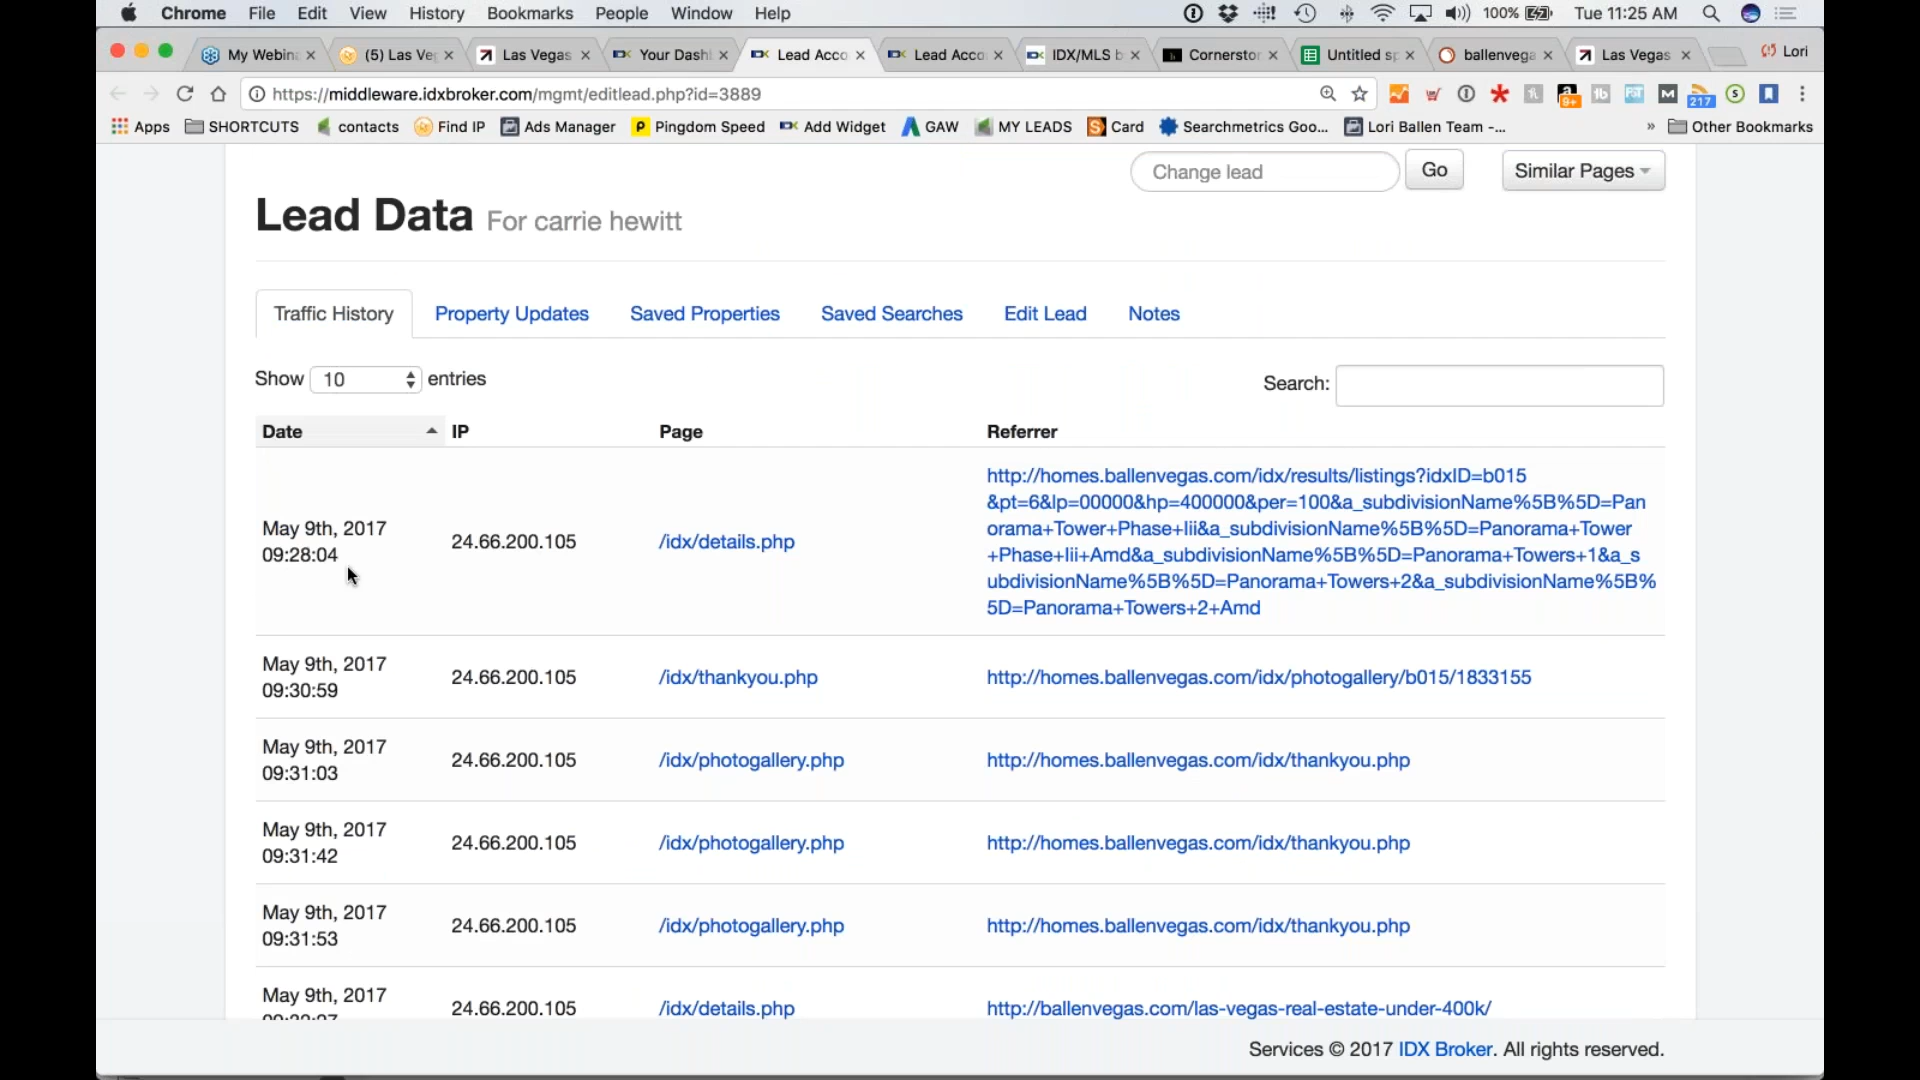 Chrome File Edit View History Bookmarks People Window Help 100% Tue 11:25 AM
My Webina (5) Las Ve Las Vegas Your Dash Lead Acco Lead Acco IDX/MLS b Cornerstor Untitled sp ballenvega Las Vegas Lori
https://middleware.idxbroker.com/mgmt/editlead.php?id=3889
Apps SHORTCUTS contacts Find IP Ads Manager Pingdom Speed Add Widget GAW MY LEADS Card Searchmetrics Goo... Lori Ballen Team -... » Other Bookmarks
Change lead Go Similar Pages
Lead Data For carrie hewitt
Traffic History Property Updates Saved Properties Saved Searches Edit Lead Notes
Show 10 entries Search:
Date IP Page Referrer
http://homes.ballenvegas.com/idx/results/listings?idxID=b015
&pt=6&lp=00000&hp=400000&per=100&a_subdivisionName%5B%5D=Pan
May 9th, 2017 orama+Tower+Phase+Iii&a_subdivisionName%5B%5D=Panorama+Tower
24.66.200.105 /idx/details.php
09:28:04 +Phase+Iii+Amd&a_subdivisionName%5B%5D=Panorama+Towers+1&a_s
ubdivisionName%5B%5D=Panorama+Towers+2&a_subdivisionName%5B%
5D=Panorama+Towers+2+Amd
May 9th, 2017
09:30:59 24.66.200.105 /idx/thankyou.php http://homes.ballenvegas.com/idx/photogallery/b015/1833155
May 9th, 2017
09:31:03 24.66.200.105 /idx/photogallery.php http://homes.ballenvegas.com/idx/thankyou.php
May 9th, 2017
09:31:42 24.66.200.105 /idx/photogallery.php http://homes.ballenvegas.com/idx/thankyou.php
May 9th, 2017
09:31:53 24.66.200.105 /idx/photogallery.php http://homes.ballenvegas.com/idx/thankyou.php
May 9th, 2017
24.66.200.105 /idx/details.php http://ballenvegas.com/las-vegas-real-estate-under-400k/
Services © 2017 IDX Broker. All rights reserved.